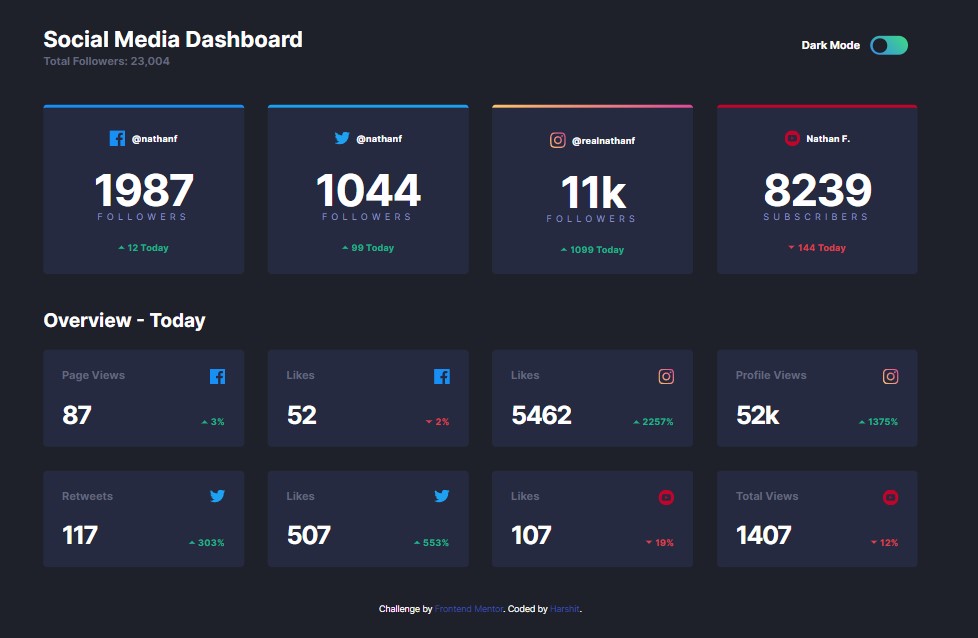 Social Media Dashboard
Total Followers: 23,004
Dark Mode
@nathanf
1987
FOLLOWERS
12 Today
@nathanf
1044
FOLLOWERS
99 Today
@realnathanf
11k
FOLLOWERS
1099 Today
Nathan F.
8239
SUBSCRIBERS
144 Today
Overview - Today
Page Views
87
3%
Likes
52
2%
Likes
5462
2257%
Profile Views
52k
1375%
Retweets
117
303%
Likes
507
553%
Likes
107
19%
Total Views
1407
12%
Challenge by Frontend Mentor. Coded by Harshit.